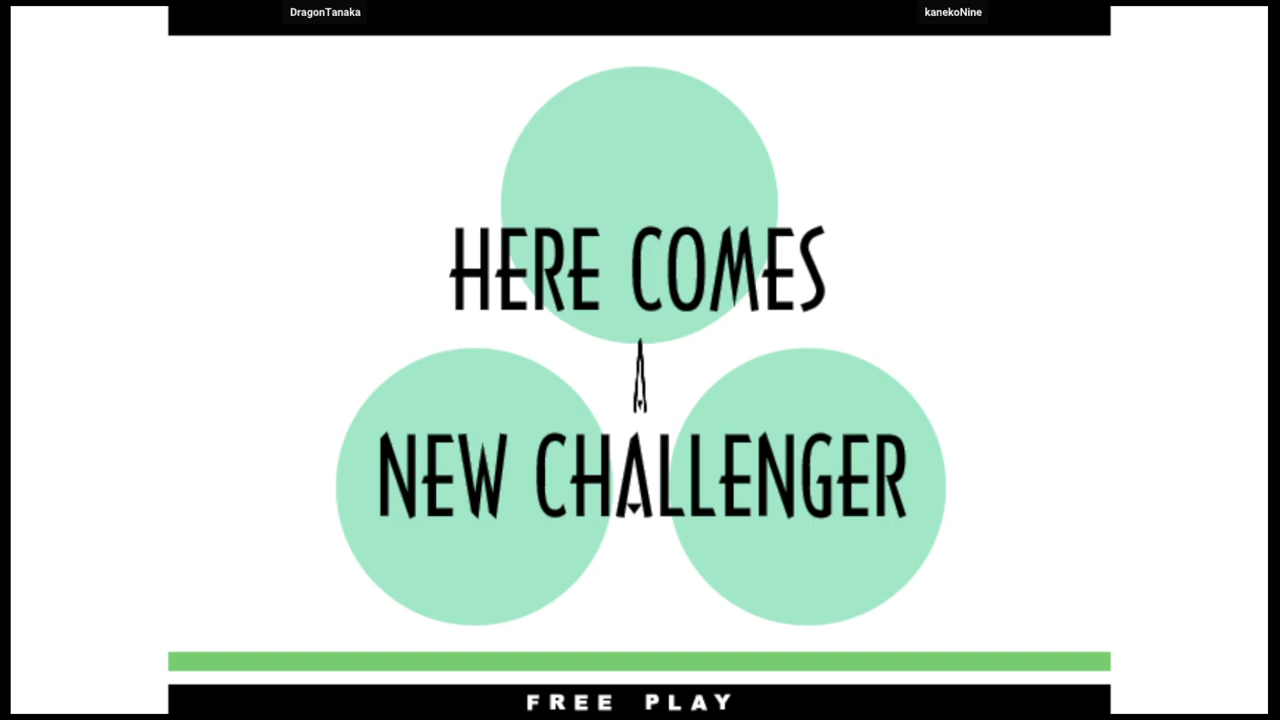 DragonTanaka
kanekoNine
HERE COMES
A
NEW CHALLENGER
FREE PLAY